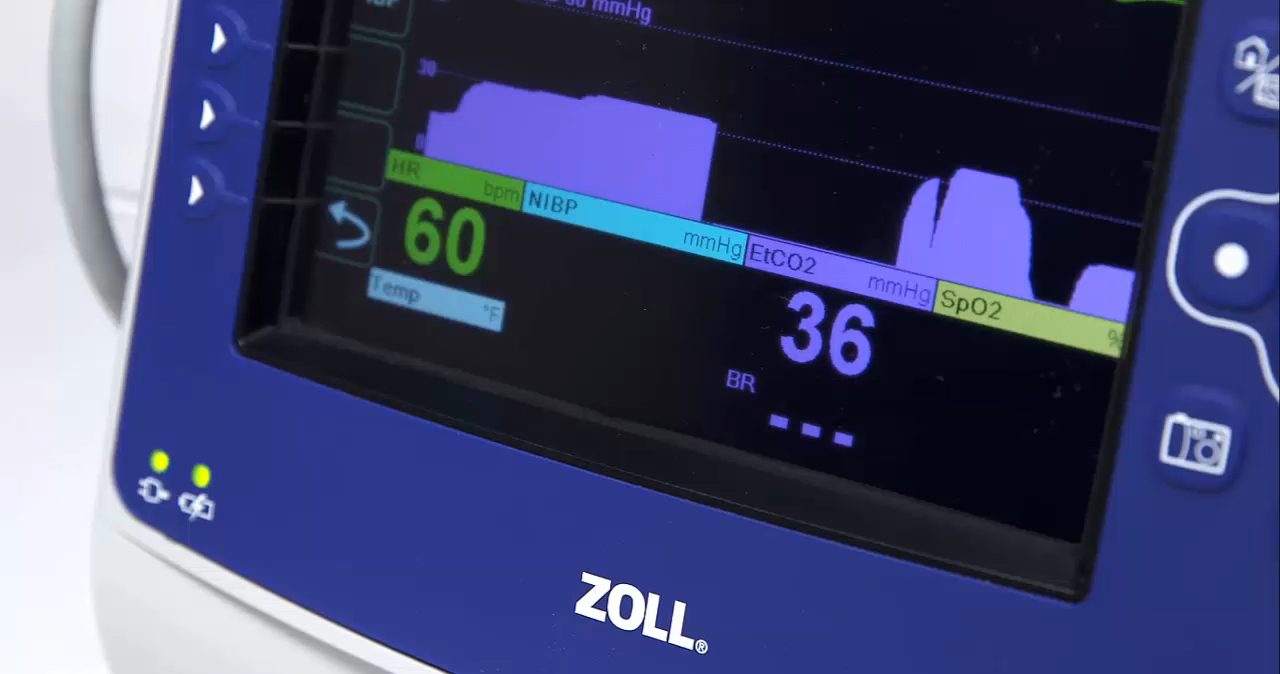 mmHg
30
0
HR bpm NIBP mmHg EtCO2 mmHg SpO2 %
60
Temp °F
36
BR
---
ZOLL®